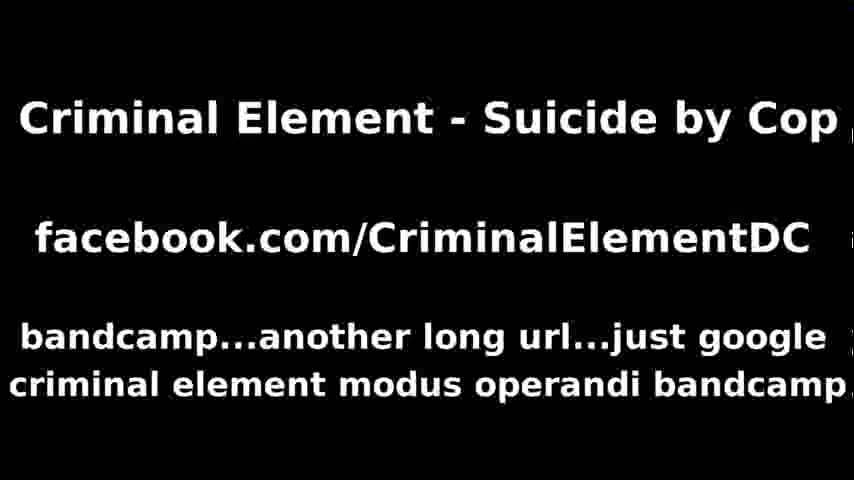 Criminal Element - Suicide by Cop
facebook.com/CriminalElementDC
bandcamp...another long url...just google
criminal element modus operandi bandcamp